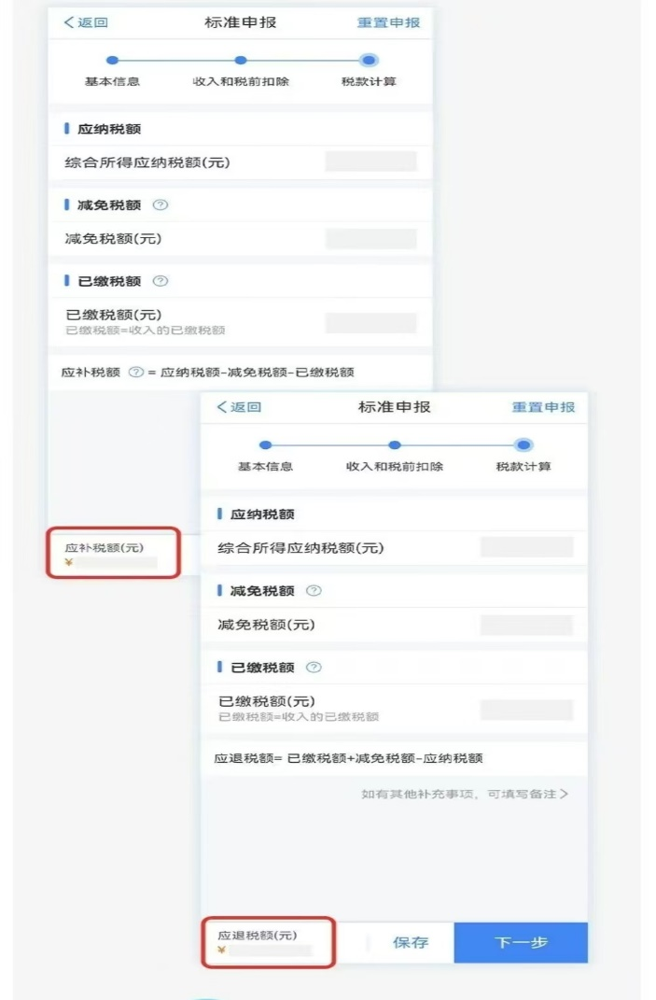 返回 标准申报 重置申报
基本信息 收入和税前扣除 税款计算
应纳税额
综合所得应纳税额(元)
减免税额 ?
减免税额(元)
已缴税额 ?
已缴税额(元)
已缴税额=收入的已缴税额
应补税额 ? = 应纳税额-减免税额-已缴税额
应补税额(元)
¥
返回 标准申报 重置申报
基本信息 收入和税前扣除 税款计算
应纳税额
综合所得应纳税额(元)
减免税额 ?
减免税额(元)
已缴税额 ?
已缴税额(元)
已缴税额=收入的已缴税额
应退税额= 已缴税额+减免税额-应纳税额
如有其他补充事项，可填写备注
应退税额(元)
¥
保存 下一步